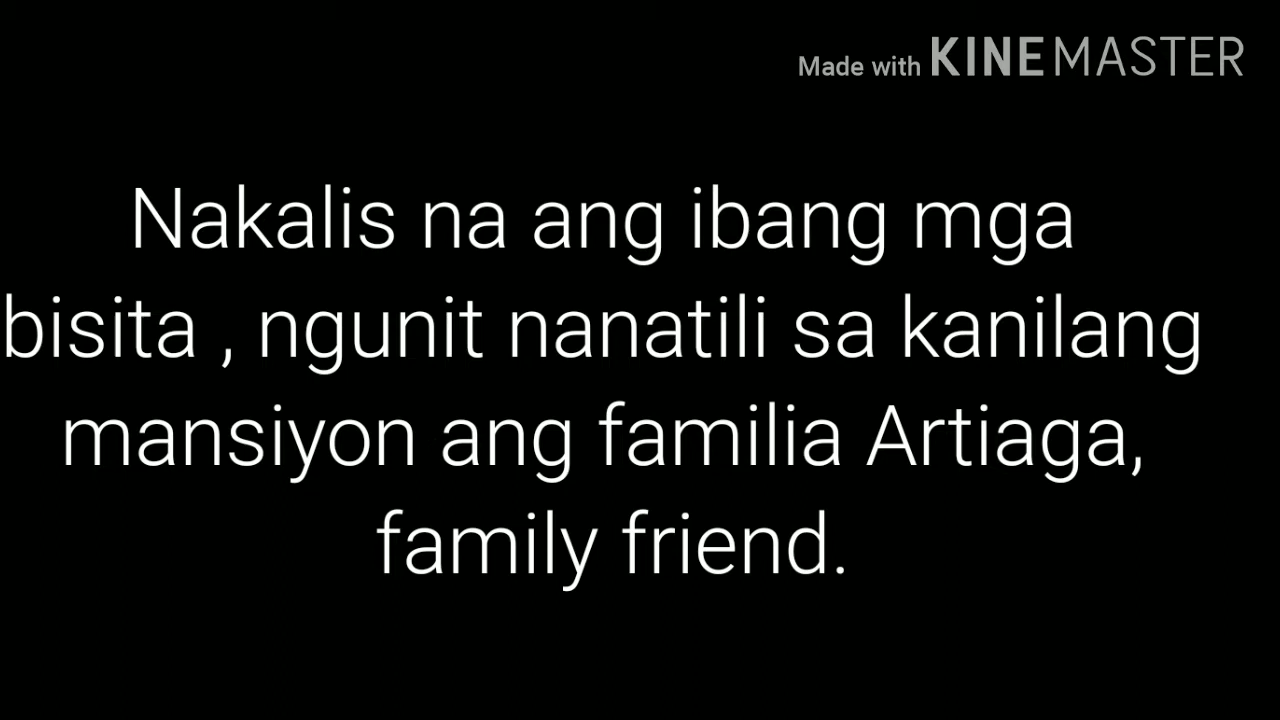 Made with KINEMASTER
Nakalis na ang ibang mga
bisita , ngunit nanatili sa kanilang
mansiyon ang familia Artiaga,
family friend.